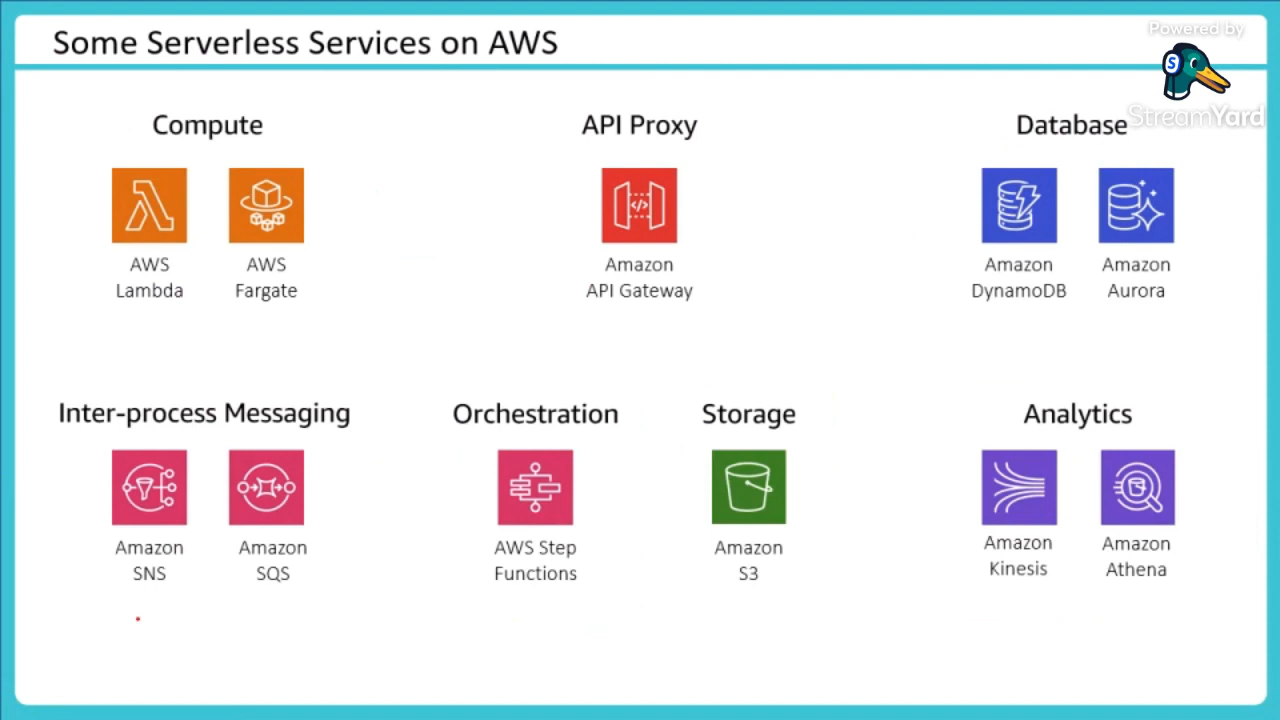 Some Serverless Services on AWS
Powered by
S
StreamYard
Compute
API Proxy
Database
</>
AWS
Lambda
AWS
Fargate
Amazon
API Gateway
Amazon
DynamoDB
Amazon
Aurora
Inter-process Messaging
Orchestration
Storage
Analytics
Amazon
SNS
Amazon
SQS
AWS Step
Functions
Amazon
S3
Amazon
Kinesis
Amazon
Athena